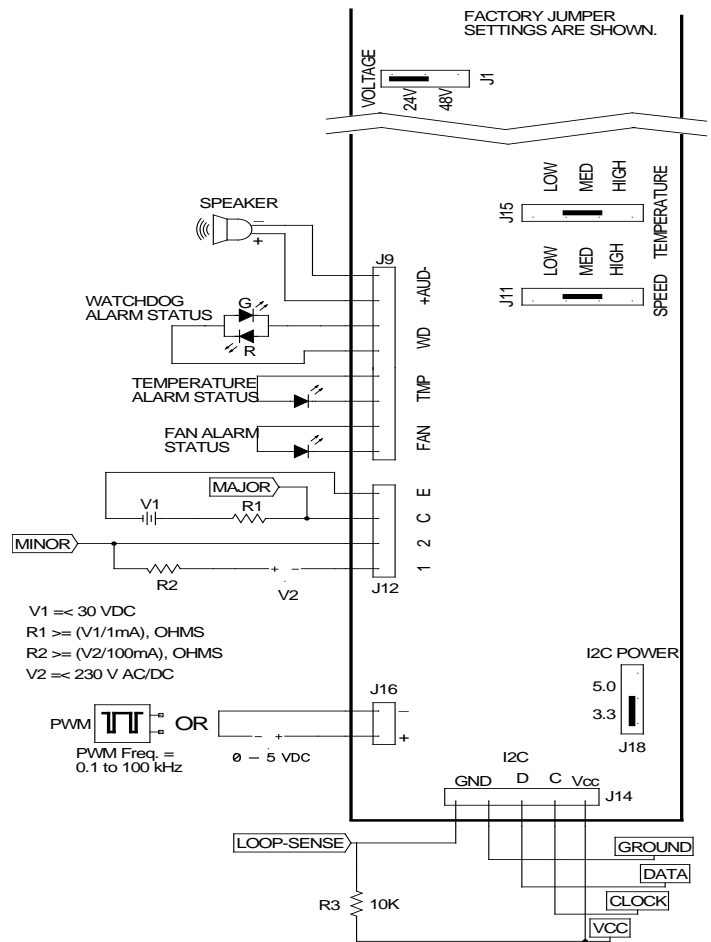 FACTORY JUMPER
SETTINGS ARE SHOWN.
VOLTAGE
24V
48V
J1
LOW
MED
HIGH
J15
TEMPERATURE
LOW
MED
HIGH
J11
SPEED
SPEAKER
−
+
J9
+AUD-
WATCHDOG
ALARM STATUS
G
R
WD
TEMPERATURE
ALARM STATUS
TMP
FAN ALARM
STATUS
FAN
MAJOR
V1
R1
E
C
MINOR
2
1
R2
+ −
V2
J12
V1 =< 30 VDC
R1 >= (V1/1mA), OHMS
R2 >= (V2/100mA), OHMS
V2 =< 230 V AC/DC
I2C POWER
5.0
3.3
J18
J16
−
+
PWM
OR
− +
0 − 5 VDC
PWM Freq. =
0.1 to 100 kHz
I2C
GND D C Vcc
J14
LOOP-SENSE
GROUND
DATA
CLOCK
VCC
R3 10K